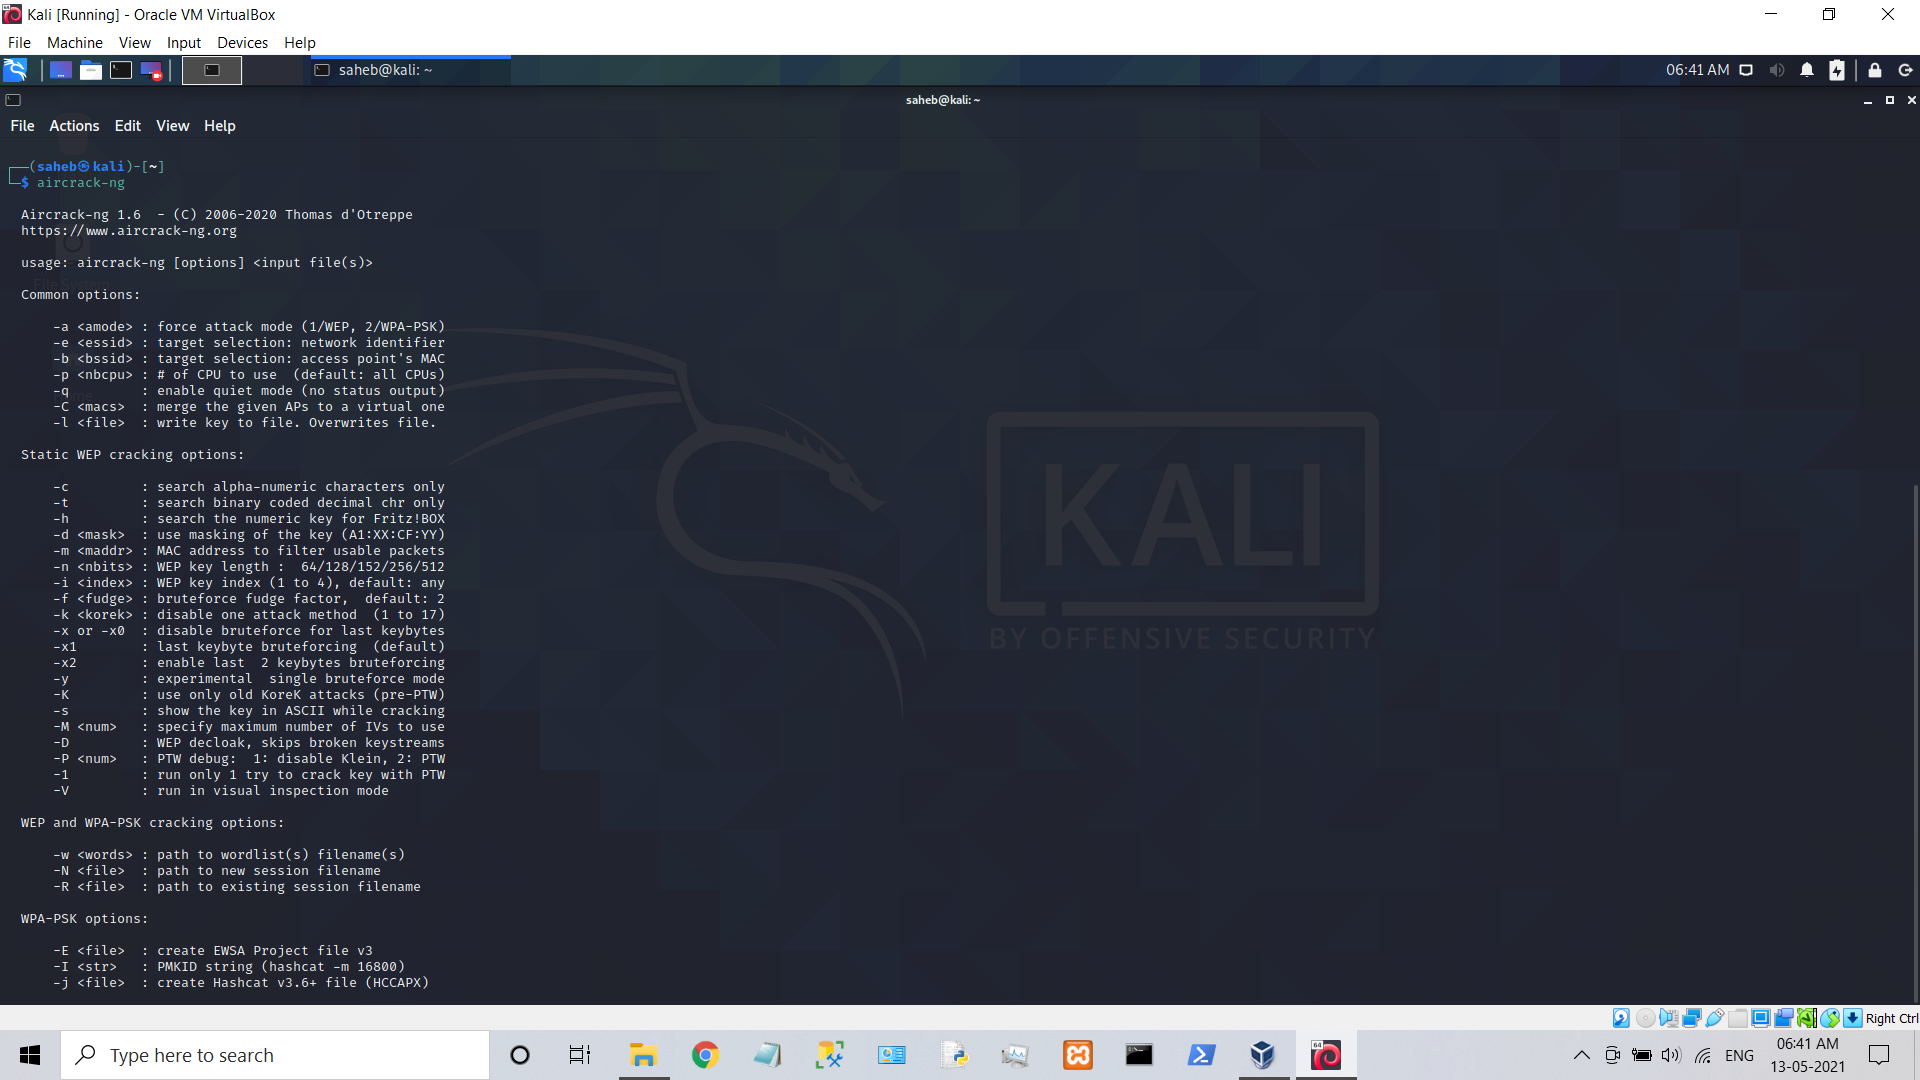 Kali [Running] - Oracle VM VirtualBox
File Machine View Input Devices Help
saheb@kali: ~
06:41 AM
saheb@kali: ~
File Actions Edit View Help
┌──(saheb㉿kali)-[~]
└─$ aircrack-ng
Aircrack-ng 1.6  - (C) 2006-2020 Thomas d'Otreppe
https://www.aircrack-ng.org
usage: aircrack-ng [options] <input file(s)>
Common options:
-a <amode> : force attack mode (1/WEP, 2/WPA-PSK)
-e <essid> : target selection: network identifier
-b <bssid> : target selection: access point's MAC
-p <nbcpu> : # of CPU to use  (default: all CPUs)
-q         : enable quiet mode (no status output)
-C <macs>  : merge the given APs to a virtual one
-l <file>  : write key to file. Overwrites file.
Static WEP cracking options:
-c         : search alpha-numeric characters only
-t         : search binary coded decimal chr only
-h         : search the numeric key for Fritz!BOX
-d <mask>  : use masking of the key (A1:XX:CF:YY)
-m <maddr> : MAC address to filter usable packets
-n <nbits> : WEP key length :  64/128/152/256/512
-i <index> : WEP key index (1 to 4), default: any
-f <fudge> : bruteforce fudge factor,  default: 2
-k <korek> : disable one attack method  (1 to 17)
-x or -x0  : disable bruteforce for last keybytes
-x1        : last keybyte bruteforcing  (default)
-x2        : enable last  2 keybytes bruteforcing
-y         : experimental  single bruteforce mode
-K         : use only old KoreK attacks (pre-PTW)
-s         : show the key in ASCII while cracking
-M <num>   : specify maximum number of IVs to use
-D         : WEP decloak, skips broken keystreams
-P <num>   : PTW debug:  1: disable Klein, 2: PTW
-1         : run only 1 try to crack key with PTW
-V         : run in visual inspection mode
WEP and WPA-PSK cracking options:
-w <words> : path to wordlist(s) filename(s)
-N <file>  : path to new session filename
-R <file>  : path to existing session filename
WPA-PSK options:
-E <file>  : create EWSA Project file v3
-I <str>   : PMKID string (hashcat -m 16800)
-j <file>  : create Hashcat v3.6+ file (HCCAPX)
File System
KALI
BY OFFENSIVE SECURITY
Right Ctrl
Type here to search
ENG
06:41 AM
13-05-2021